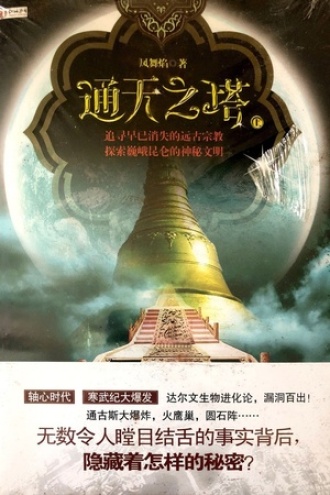 凤舞焰 著
通天之塔 上
追寻早已消失的远古宗教
探索巍峨昆仑的神秘文明
轴心时代 寒武纪大爆发 达尔文生物进化论，漏洞百出！
通古斯大爆炸，火鹰巢，圆石阵……
无数令人瞠目结舌的事实背后，
隐藏着怎样的秘密？